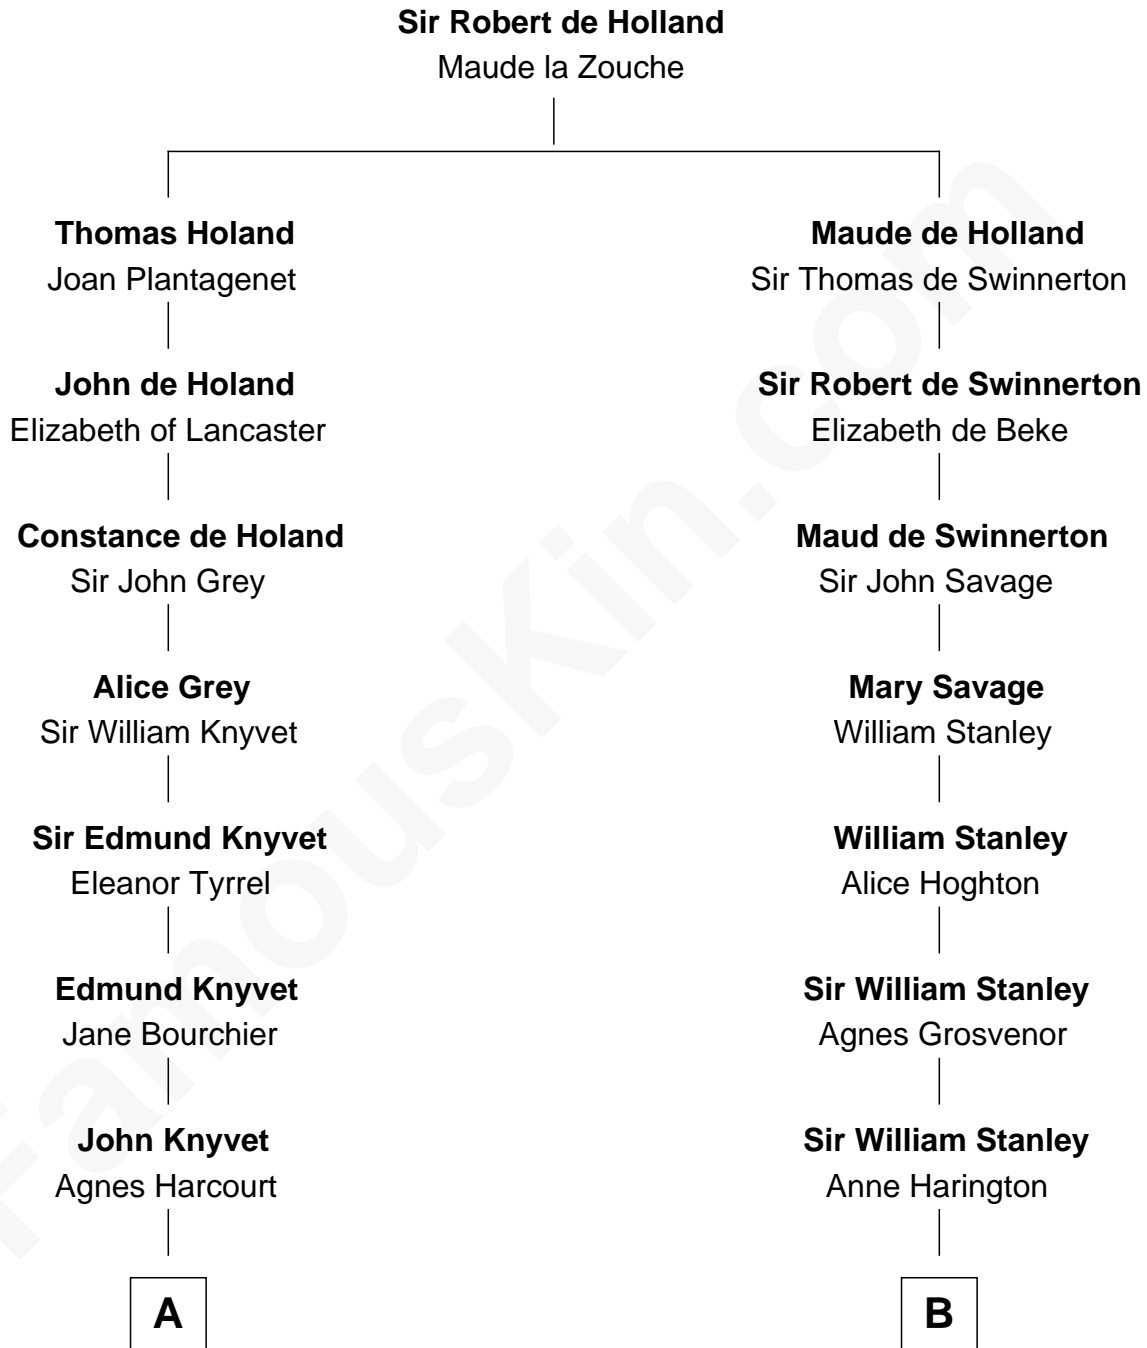 Sir Robert de Holland
Maude la Zouche
Thomas Holand
Joan Plantagenet
John de Holand
Elizabeth of Lancaster
Constance de Holand
Sir John Grey
Alice Grey
Sir William Knyvet
Sir Edmund Knyvet
Eleanor Tyrrel
Edmund Knyvet
Jane Bourchier
John Knyvet
Agnes Harcourt
A
Maude de Holland
Sir Thomas de Swinnerton
Sir Robert de Swinnerton
Elizabeth de Beke
Maud de Swinnerton
Sir John Savage
Mary Savage
William Stanley
William Stanley
Alice Hoghton
Sir William Stanley
Agnes Grosvenor
Sir William Stanley
Anne Harington
B
FamousKin.com